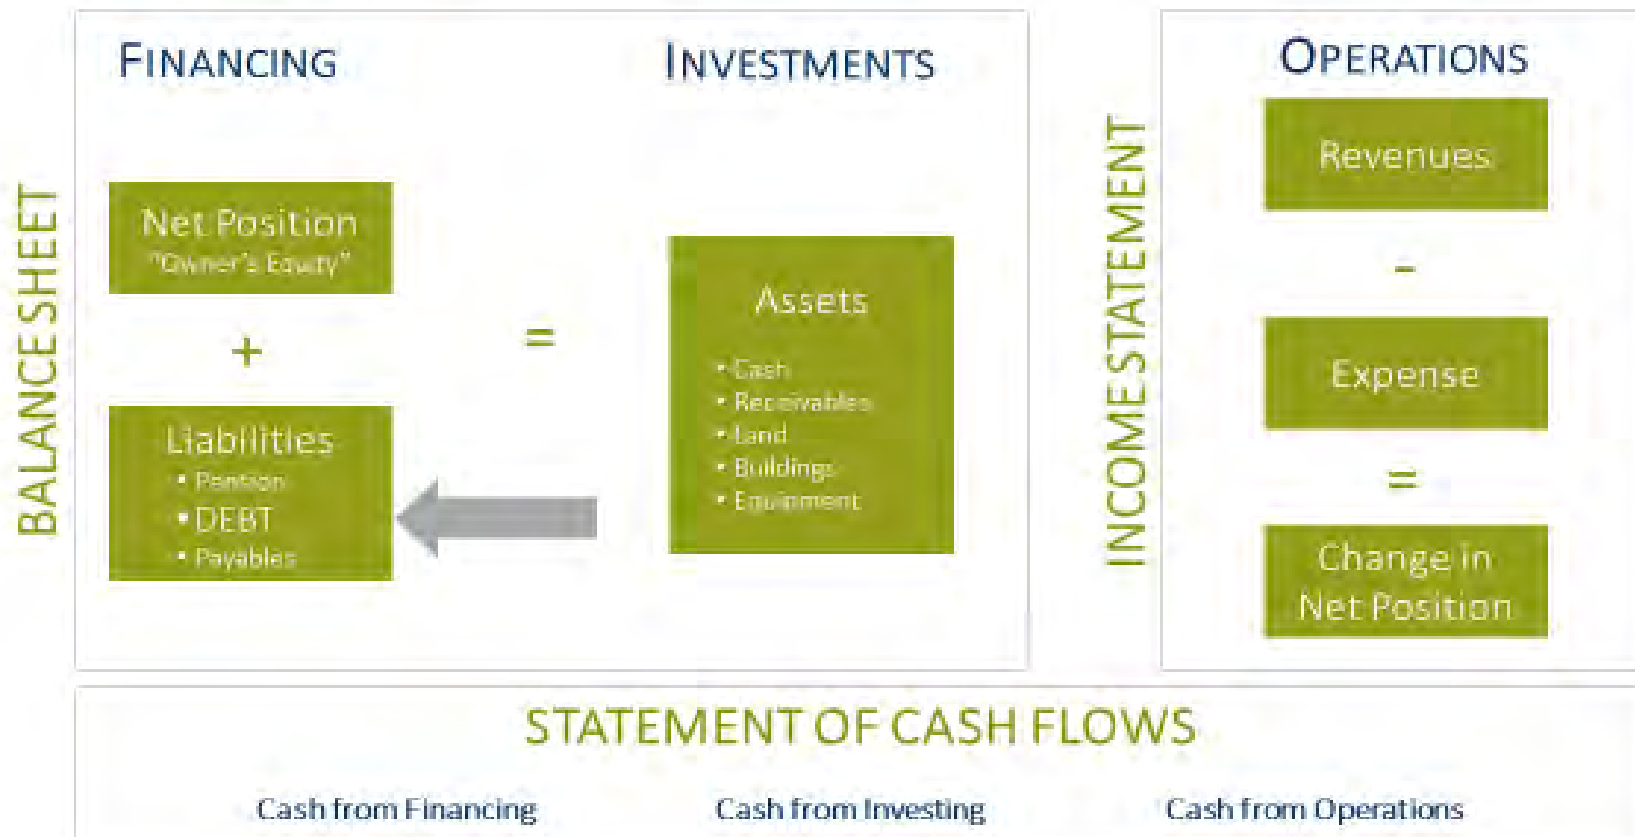 BALANCE SHEET
FINANCING
Net Position
"Owner's Equity"
+
Liabilities
• Pention
• DEBT
• Payables
=
INVESTMENTS
Assets
• Cash
• Receivables
• Land
• Buildings
• Equipment
INCOME STATEMENT
OPERATIONS
Revenues
-
Expense
=
Change in
Net Position
STATEMENT OF CASH FLOWS
Cash from Financing
Cash from Investing
Cash from Operations